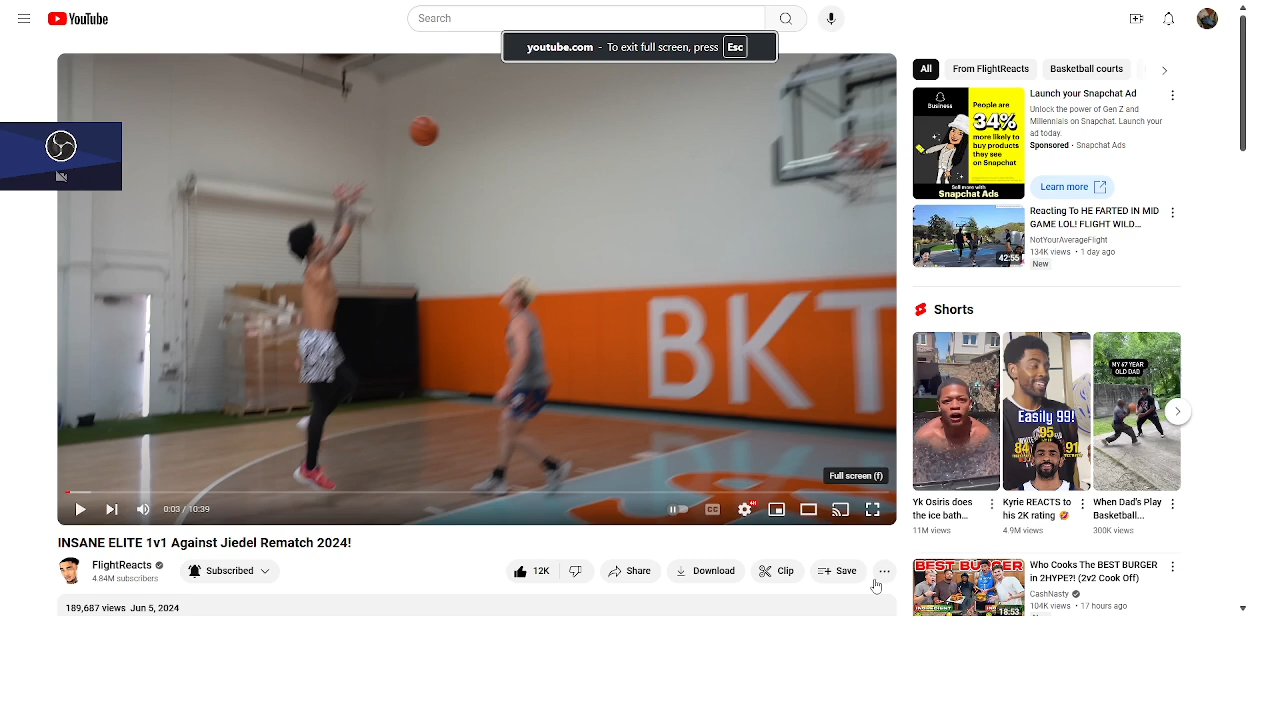 YouTube
Search
youtube.com - To exit full screen, press Esc
All
From FlightReacts
Basketball courts
Business
People are
34%
more likely to
buy products
they see
on Snapchat
Sell more with
Snapchat Ads
Launch your Snapchat Ad
Unlock the power of Gen Z and
Millennials on Snapchat. Launch your
ad today.
Sponsored · Snapchat Ads
Learn more
42:55
Reacting To HE FARTED IN MID
GAME LOL! FLIGHT WILD...
NotYourAverageFlight
134K views · 1 day ago
New
BKT
Shorts
Easily 99!
95
84
91
MY 67 YEAR
OLD DAD
Full screen (f)
0:03 / 10:39
CC
Yk Osiris does
the ice bath...
11M views
Kyrie REACTS to
his 2K rating 🤣
4.9M views
When Dad's Play
Basketball...
300K views
INSANE ELITE 1v1 Against Jiedel Rematch 2024!
FlightReacts
4.84M subscribers
Subscribed
12K
Share
Download
Clip
Save
...
189,687 views Jun 5, 2024
BEST BURGER
18:53
Who Cooks The BEST BURGER
in 2HYPE?! (2v2 Cook Off)
CashNasty
104K views · 17 hours ago